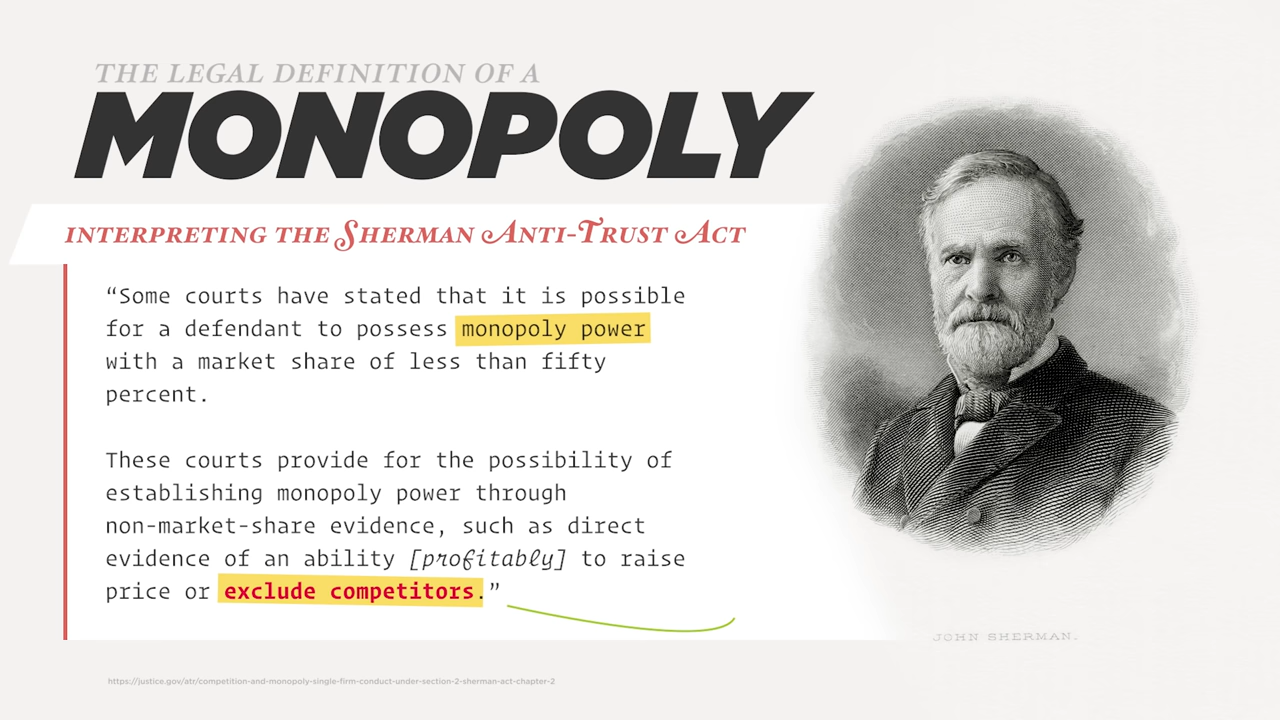 THE LEGAL DEFINITION OF A
MONOPOLY
INTERPRETING THE SHERMAN ANTI-TRUST ACT
“Some courts have stated that it is possible
for a defendant to possess monopoly power
with a market share of less than fifty
percent.
These courts provide for the possibility of
establishing monopoly power through
non-market-share evidence, such as direct
evidence of an ability [profitably] to raise
price or exclude competitors.”
JOHN SHERMAN.
https://justice.gov/atr/competition-and-monopoly-single-firm-conduct-under-section-2-sherman-act-chapter-2